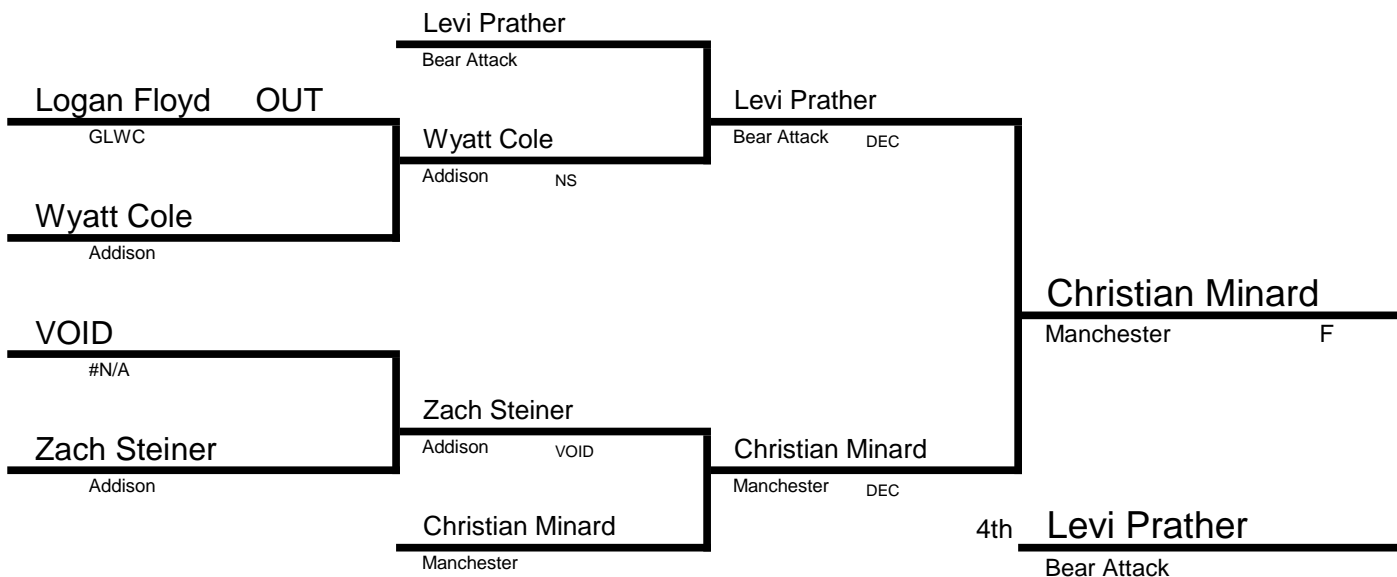 Levi Prather
Bear Attack
Logan Floyd OUT
GLWC
Levi Prather
Bear Attack DEC
Wyatt Cole
Addison NS
Wyatt Cole
Addison
Christian Minard
Manchester F
VOID
#N/A
Zach Steiner
Addison VOID
Zach Steiner
Addison
Christian Minard
Manchester DEC
Christian Minard
Manchester
4th Levi Prather
Bear Attack